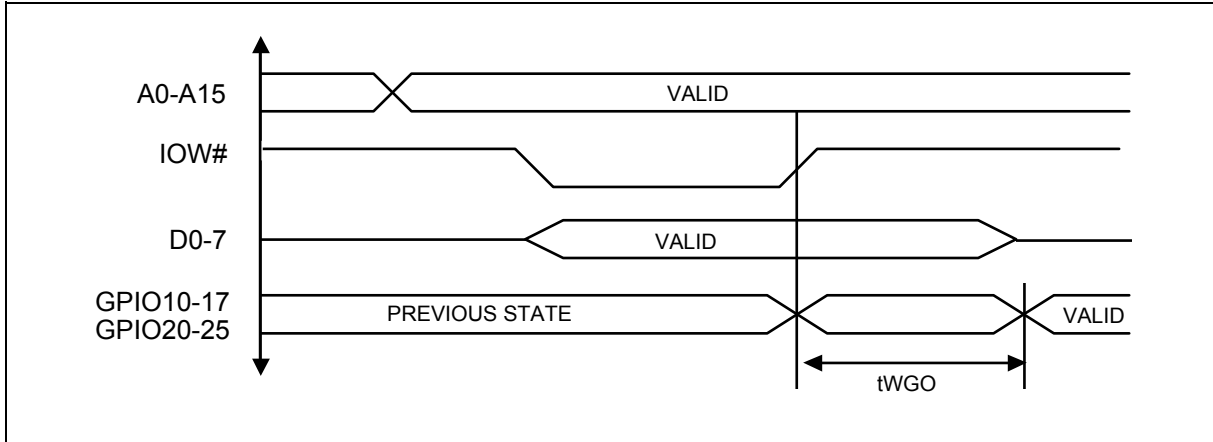 A0-A15
VALID
IOW#
D0-7
VALID
GPIO10-17
GPIO20-25
PREVIOUS STATE
VALID
tWGO